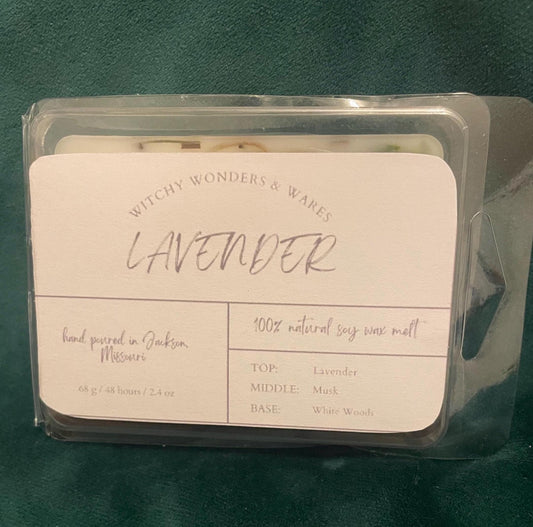 WITCHY WONDERS & WARES
LAVENDER
hand poured in Jackson,
Missouri
68 g / 48 hours / 2.4 oz
100% natural soy wax melt
TOP: Lavender
MIDDLE: Musk
BASE: White Woods